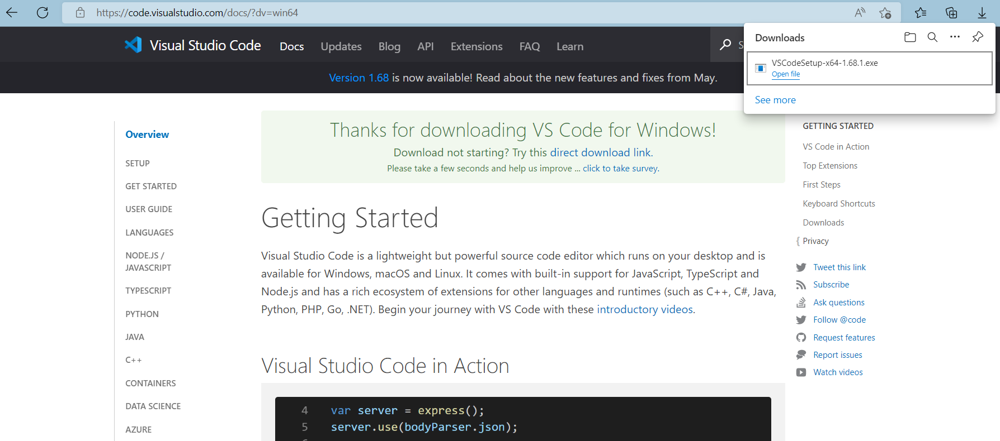 https://code.visualstudio.com/docs/?dv=win64
Visual Studio Code
Docs
Updates
Blog
API
Extensions
FAQ
Learn
S
Downloads
VSCodeSetup-x64-1.68.1.exe
Open file
See more
Version 1.68 is now available! Read about the new features and fixes from May.
Overview
SETUP
GET STARTED
USER GUIDE
LANGUAGES
NODE.JS /
JAVASCRIPT
TYPESCRIPT
PYTHON
JAVA
C++
CONTAINERS
DATA SCIENCE
AZURE
Thanks for downloading VS Code for Windows!
Download not starting? Try this direct download link.
Please take a few seconds and help us improve ... click to take survey.
Getting Started
Visual Studio Code is a lightweight but powerful source code editor which runs on your desktop and is
available for Windows, macOS and Linux. It comes with built-in support for JavaScript, TypeScript and
Node.js and has a rich ecosystem of extensions for other languages and runtimes (such as C++, C#, Java,
Python, PHP, Go, .NET). Begin your journey with VS Code with these introductory videos.
Visual Studio Code in Action
4 var server = express();
5 server.use(bodyParser.json);
GETTING STARTED
VS Code in Action
Top Extensions
First Steps
Keyboard Shortcuts
Downloads
{ Privacy
Tweet this link
Subscribe
Ask questions
Follow @code
Request features
Report issues
Watch videos